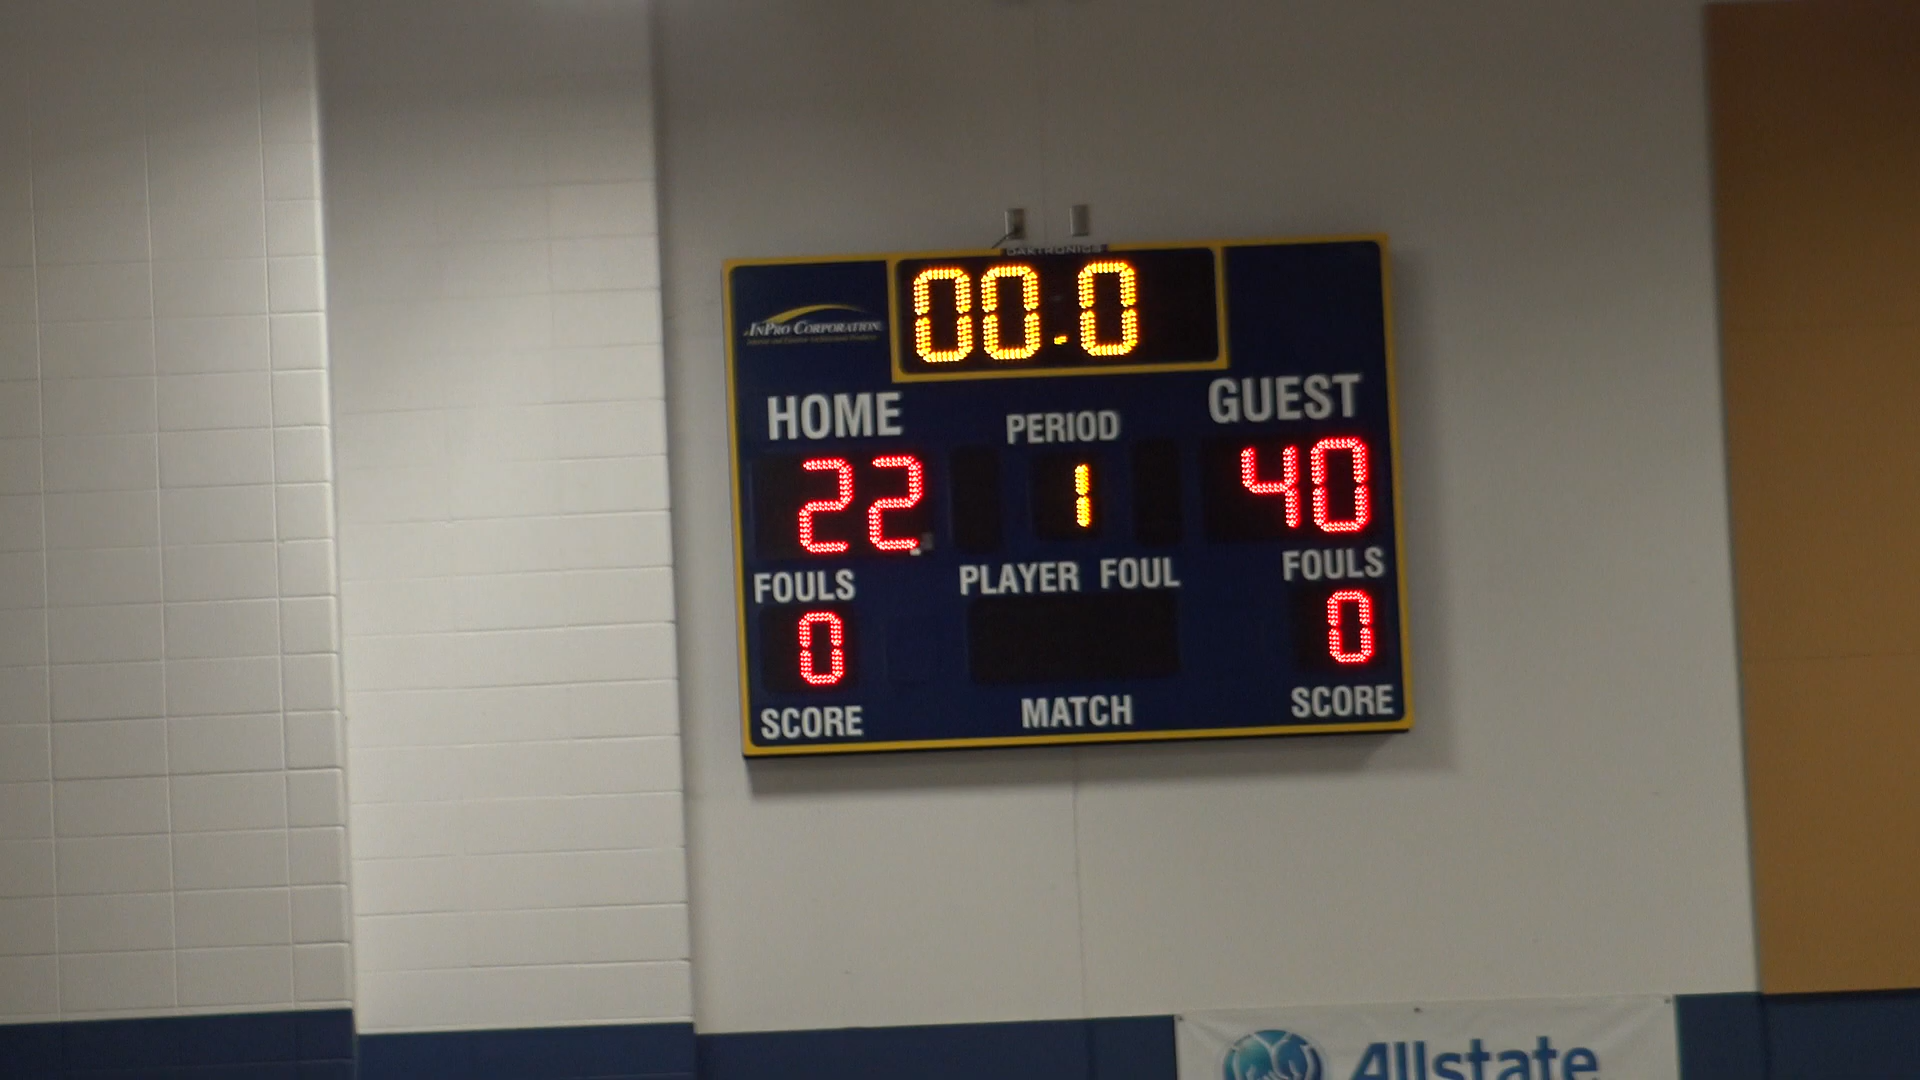 DAKTRONICS
00.0
INPRO CORPORATION
HOME
PERIOD
GUEST
22
1
40
FOULS
PLAYER FOUL
FOULS
0
0
SCORE
MATCH
SCORE
Allstate